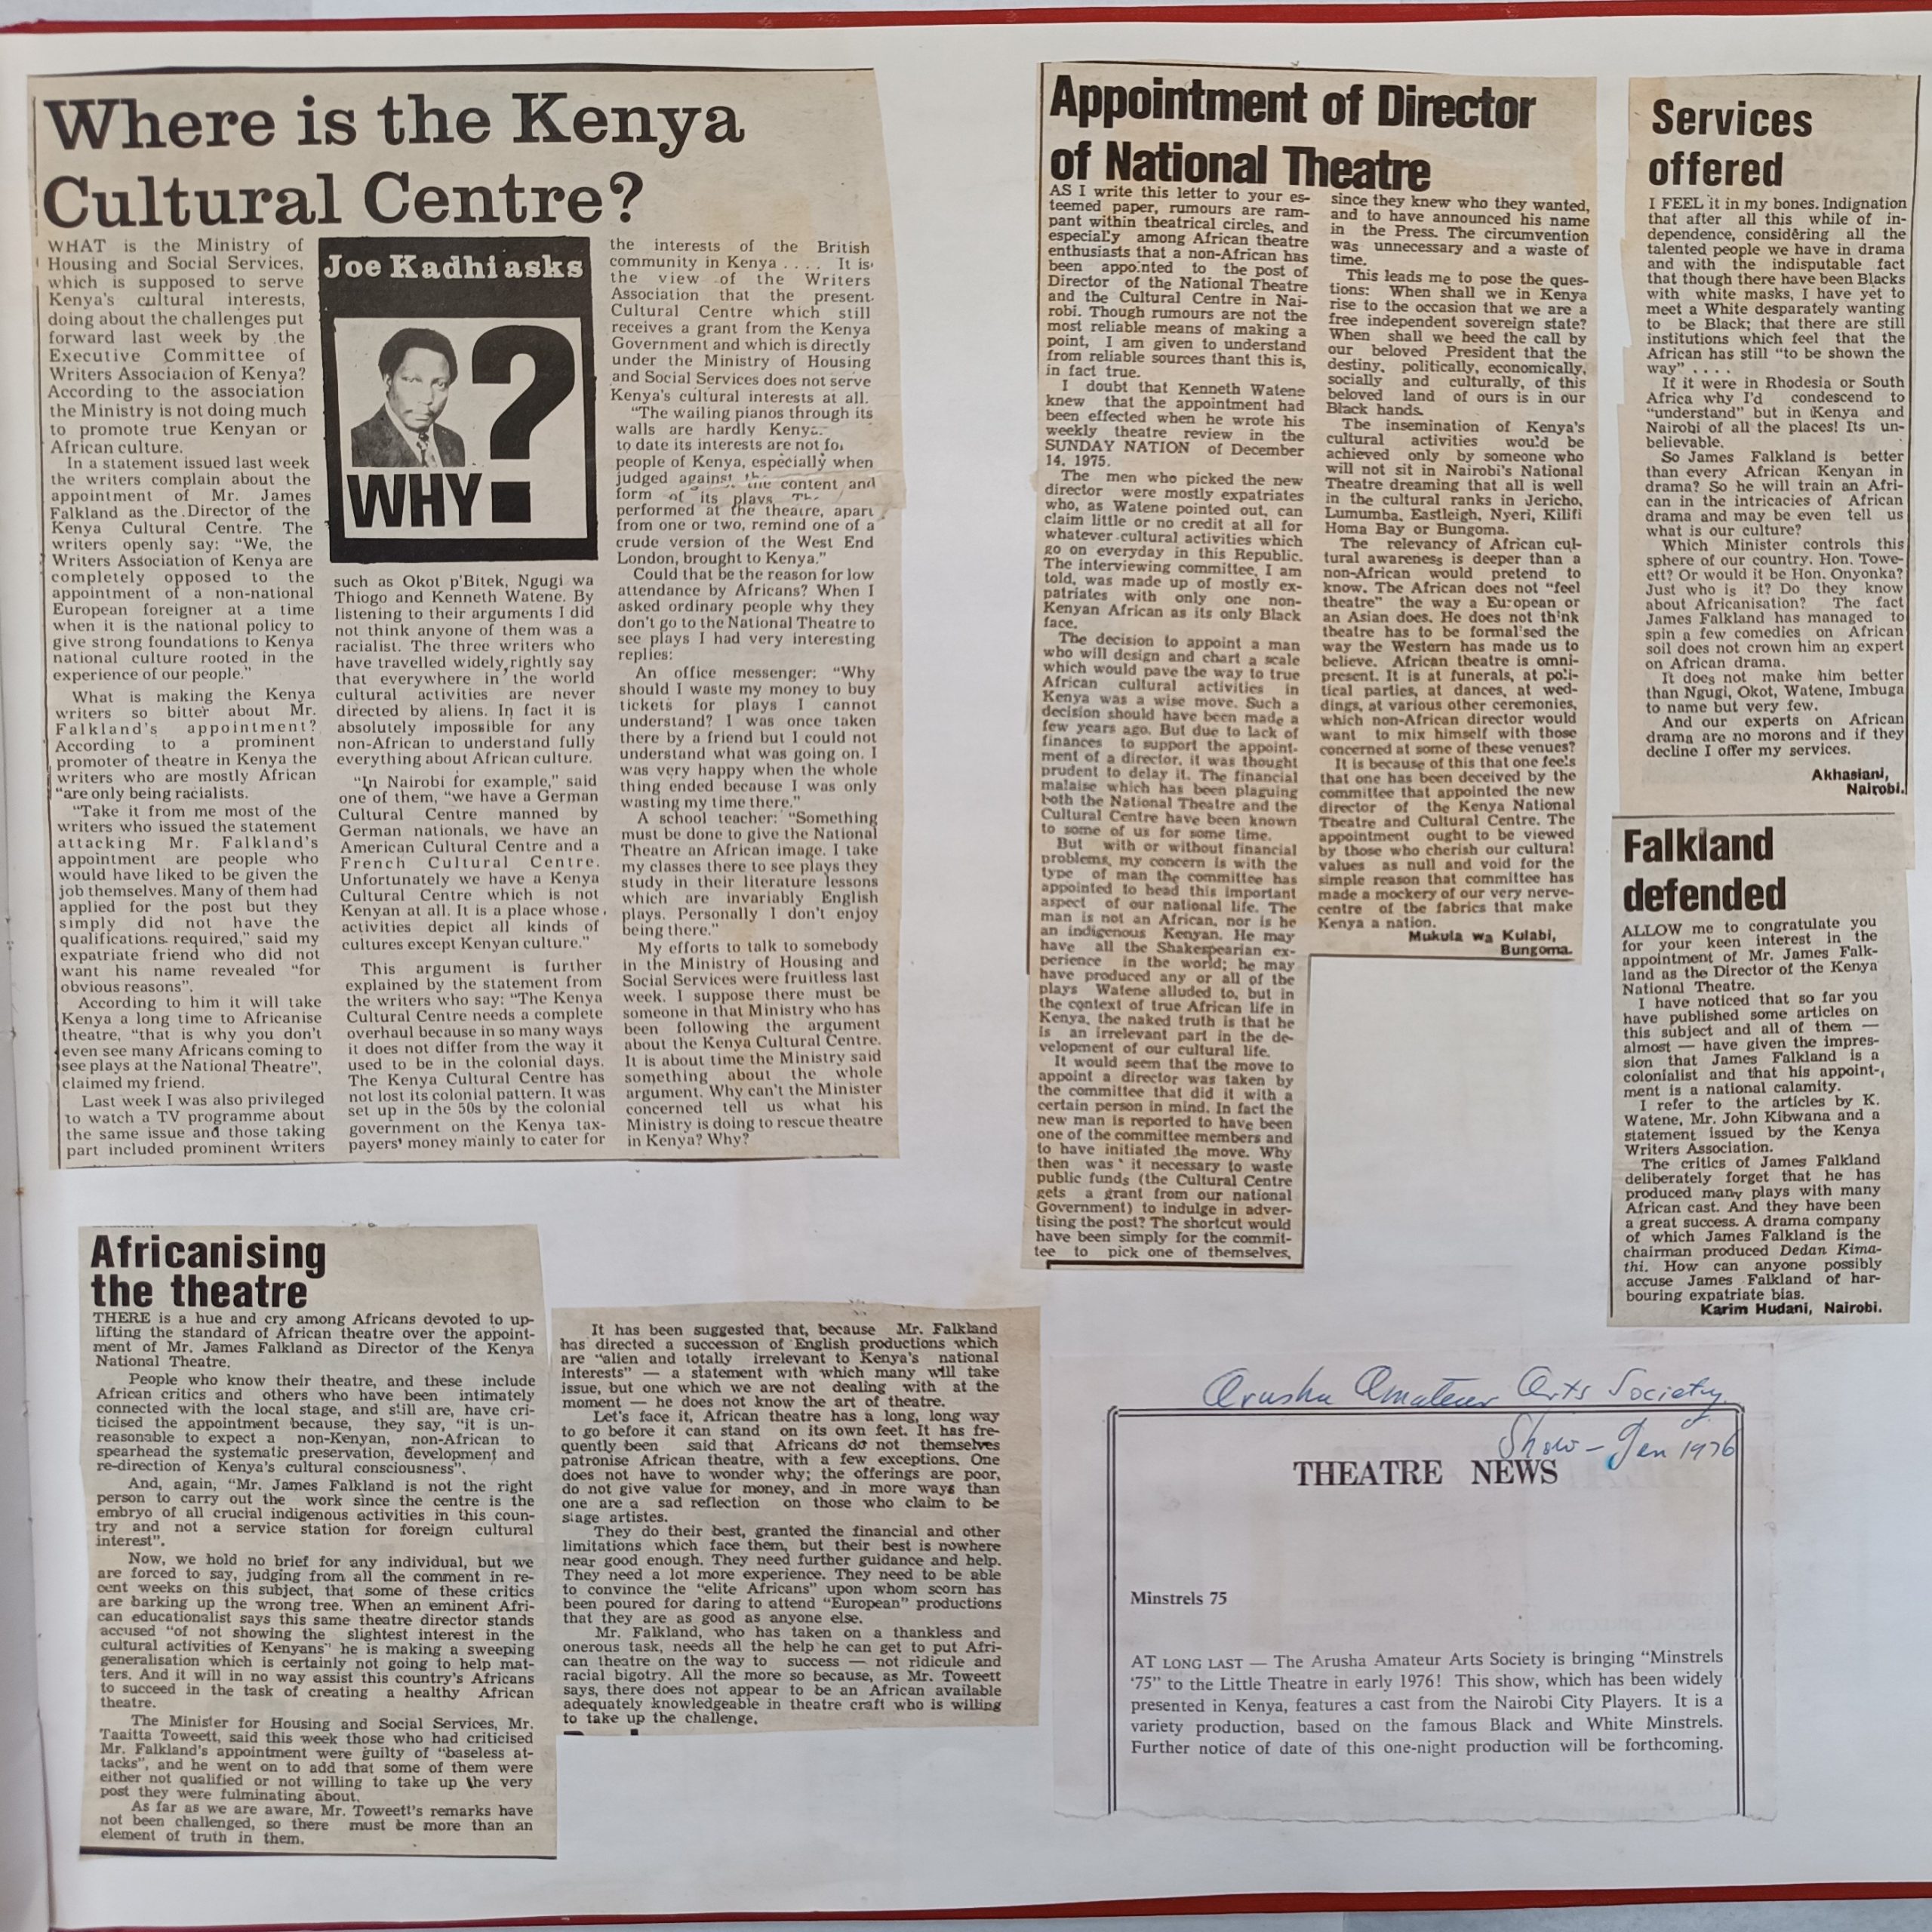 Where is the Kenya
Cultural Centre?
WHAT is the Ministry of
Housing and Social Services,
which is supposed to serve
Kenya's cultural interests,
doing about the challenges put
forward last week by the
Executive Committee of
Writers Association of Kenya?
According to the association
the Ministry is not doing much
to promote true Kenyan or
African culture.
In a statement issued last week
the writers complain about the
appointment of Mr. James
Falkland as the Director of the
Kenya Cultural Centre. The
writers openly say: "We, the
Writers Association of Kenya are
completely opposed to the
appointment of a non-national
European foreigner at a time
when it is the national policy to
give strong foundations to Kenya
national culture rooted in the
experience of our people."
What is making the Kenya
writers so bitter about Mr.
Falkland's appointment?
According to a prominent
promoter of theatre in Kenya the
writers who are mostly African
"are only being racialists.
"Take it from me most of the
writers who issued the statement
attacking Mr. Falkland's
appointment are people who
would have liked to be given the
job themselves. Many of them had
applied for the post but they
simply did not have the
qualifications required," said my
expatriate friend who did not
want his name revealed "for
obvious reasons".
According to him it will take
Kenya a long time to Africanise
theatre, "that is why you don't
even see many Africans coming to
see plays at the National Theatre",
claimed my friend.
Last week I was also privileged
to watch a TV programme about
the same issue and those taking
part included prominent writers
Joe Kadhi asks
WHY?
such as Okot p'Bitek, Ngugi wa
Thiogo and Kenneth Watene. By
listening to their arguments I did
not think anyone of them was a
racialist. The three writers who
have travelled widely rightly say
that everywhere in the world
cultural activities are never
directed by aliens. In fact it is
absolutely impossible for any
non-African to understand fully
everything about African culture.
"In Nairobi for example," said
one of them, "we have a German
Cultural Centre manned by
German nationals, we have an
American Cultural Centre and a
French Cultural Centre.
Unfortunately we have a Kenya
Cultural Centre which is not
Kenyan at all. It is a place whose
activities depict all kinds of
cultures except Kenyan culture."
This argument is further
explained by the statement from
the writers who say: "The Kenya
Cultural Centre needs a complete
overhaul because in so many ways
it does not differ from the way it
used to be in the colonial days.
The Kenya Cultural Centre has
not lost its colonial pattern. It was
set up in the 50s by the colonial
government on the Kenya tax-
payers' money mainly to cater for
the interests of the British
community in Kenya . . . . It is
the view of the Writers
Association that the present
Cultural Centre which still
receives a grant from the Kenya
Government and which is directly
under the Ministry of Housing
and Social Services does not serve
Kenya's cultural interests at all.
"The wailing pianos through its
walls are hardly
to date its interests are not
people of Kenya, especially when
judged against the content and
form of its plays.
performed at the theatre, apart
from one or two, remind one of a
crude version of the West End
London, brought to Kenya."
Could that be the reason for low
attendance by Africans? When I
asked ordinary people why they
don't go to the National Theatre to
see plays I had very interesting
replies:
An office messenger: "Why
should I waste my money to buy
tickets for plays I cannot
understand? I was once taken
there by a friend but I could not
understand what was going on. I
was very happy when the whole
thing ended because I was only
wasting my time there."
A school teacher: "Something
must be done to give the National
Theatre an African image. I take
my classes there to see plays they
study in their literature lessons
which are invariably English
plays. Personally I don't enjoy
being there."
My efforts to talk to somebody
in the Ministry of Housing and
Social Services were fruitless last
week. I suppose there must be
someone in that Ministry who has
been following the argument
about the Kenya Cultural Centre.
It is about time the Ministry said
something about the whole
argument. Why can't the Minister
concerned tell us what his
Ministry is doing to rescue theatre
in Kenya? Why?
Appointment of Director
of National Theatre
AS I write this letter to your es-
teemed paper, rumours are ram-
pant within theatrical circles, and
especially among African theatre
enthusiasts that a non-African has
been appointed to the post of
Director of the National Theatre
and the Cultural Centre in Nai-
robi. Though rumours are not the
most reliable means of making a
point, I am given to understand
from reliable sources thant this is,
in fact true.
I doubt that Kenneth Watene
knew that the appointment had
been effected when he wrote his
weekly theatre review in the
SUNDAY NATION of December
14, 1975.
The men who picked the new
director were mostly expatriates
who, as Watene pointed out, can
claim little or no credit at all for
whatever cultural activities which
go on everyday in this Republic.
The interviewing committee, I am
told, was made up of mostly ex-
patriates with only one non-
Kenyan African as its only Black
face.
The decision to appoint a man
who will design and chart a scale
which would pave the way to true
African cultural activities in
Kenya was a wise move. Such a
decision should have been made a
few years ago. But due to lack of
finances to support the appoint-
ment of a director, it was thought
prudent to delay it. The financial
malaise which has been plaguing
both the National Theatre and the
Cultural Centre have been known
to some of us for some time.
But with or without financial
problems, my concern is with the
type of man the committee has
appointed to head this important
aspect of our national life. The
man is not an African, nor is he
an indigenous Kenyan. He may
have all the Shakespearian ex-
perience in the world; he may
have produced any or all of the
plays Watene alluded to, but in
the context of true African life in
Kenya, the naked truth is that he
is an irrelevant part in the de-
velopment of our cultural life.
It would seem that the move to
appoint a director was taken by
the committee that did it with a
certain person in mind. In fact the
new man is reported to have been
one of the committee members and
to have initiated the move. Why
then was it necessary to waste
public funds (the Cultural Centre
gets a grant from our national
Government) to indulge in adver-
tising the post? The shortcut would
have been simply for the commit-
tee to pick one of themselves,
since they knew who they wanted,
and to have announced his name
in the Press. The circumvention
was unnecessary and a waste of
time.
This leads me to pose the ques-
tions: When shall we in Kenya
rise to the occasion that we are a
free independent sovereign state?
When shall we heed the call by
our beloved President that the
destiny, politically, economically,
socially and culturally, of this
beloved land of ours is in our
Black hands.
The insemination of Kenya's
cultural activities would be
achieved only by someone who
will not sit in Nairobi's National
Theatre dreaming that all is well
in the cultural ranks in Jericho,
Lumumba, Eastleigh, Nyeri, Kilifi
Homa Bay or Bungoma.
The relevancy of African cul-
tural awareness is deeper than a
non-African would pretend to
know. The African does not "feel
theatre" the way a European or
an Asian does. He does not think
theatre has to be formalised the
way the Western has made us to
believe. African theatre is omni-
present. It is at funerals, at poli-
tical parties, at dances, at wed-
dings, at various other ceremonies,
which non-African director would
want to mix himself with those
concerned at some of these venues?
It is because of this that one feels
that one has been deceived by the
committee that appointed the new
director of the Kenya National
Theatre and Cultural Centre. The
appointment ought to be viewed
by those who cherish our cultural
values as null and void for the
simple reason that committee has
made a mockery of our very nerve-
centre of the fabrics that make
Kenya a nation.
Mukula wa Kulabi,
Bungoma.
Services
offered
I FEEL it in my bones. Indignation
that after all this while of in-
dependence, considering all the
talented people we have in drama
and with the indisputable fact
that though there have been Blacks
with white masks, I have yet to
meet a White desparately wanting
to be Black; that there are still
institutions which feel that the
African has still "to be shown the
way" . . . .
If it were in Rhodesia or South
Africa why I'd condescend to
"understand" but in Kenya and
Nairobi of all the places! Its un-
believable.
So James Falkland is better
than every African Kenyan in
drama? So he will train an Afri-
can in the intricacies of African
drama and may be even tell us
what is our culture?
Which Minister controls this
sphere of our country. Hon. Towe-
ett? Or would it be Hon. Onyonka?
Just who is it? Do they know
about Africanisation? The fact
James Falkland has managed to
spin a few comedies on African
soil does not crown him an expert
on African drama.
It does not make him better
than Ngugi, Okot, Watene, Imbuga
to name but very few.
And our experts on African
drama are no morons and if they
decline I offer my services.
Akhasiani,
Nairobi.
Falkland
defended
ALLOW me to congratulate you
for your keen interest in the
appointment of Mr. James Falk-
land as the Director of the Kenya
National Theatre.
I have noticed that so far you
have published some articles on
this subject and all of them —
almost — have given the impres-
sion that James Falkland is a
colonialist and that his appoint-
ment is a national calamity.
I refer to the articles by K.
Watene, Mr. John Kibwana and a
statement issued by the Kenya
Writers Association.
The critics of James Falkland
deliberately forget that he has
produced many plays with many
African cast. And they have been
a great success. A drama company
of which James Falkland is the
chairman produced Dedan Kima-
thi. How can anyone possibly
accuse James Falkland of har-
bouring expatriate bias.
Karim Hudani, Nairobi.
Africanising
the theatre
THERE is a hue and cry among Africans devoted to up-
lifting the standard of African theatre over the appoint-
ment of Mr. James Falkland as Director of the Kenya
National Theatre.
People who know their theatre, and these include
African critics and others who have been intimately
connected with the local stage, and still are, have cri-
ticised the appointment because, they say, "it is un-
reasonable to expect a non-Kenyan, non-African to
spearhead the systematic preservation, development and
re-direction of Kenya's cultural consciousness".
And, again, "Mr. James Falkland is not the right
person to carry out the work since the centre is the
embryo of all crucial indigenous activities in this coun-
try and not a service station for foreign cultural
interest".
Now, we hold no brief for any individual, but we
are forced to say, judging from all the comment in re-
cent weeks on this subject, that some of these critics
are barking up the wrong tree. When an eminent Afri-
can educationalist says this same theatre director stands
accused "of not showing the slightest interest in the
cultural activities of Kenyans" he is making a sweeping
generalisation which is certainly not going to help mat-
ters. And it will in no way assist this country's Africans
to succeed in the task of creating a healthy African
theatre.
The Minister for Housing and Social Services, Mr.
Taaitta Toweett, said this week those who had criticised
Mr. Falkland's appointment were guilty of "baseless at-
tacks", and he went on to add that some of them were
either not qualified or not willing to take up the very
post they were fulminating about.
As far as we are aware, Mr. Toweett's remarks have
not been challenged, so there must be more than an
element of truth in them.
It has been suggested that, because Mr. Falkland
has directed a succession of English productions which
are "alien and totally irrelevant to Kenya's national
interests" — a statement with which many will take
issue, but one which we are not dealing with at the
moment — he does not know the art of theatre.
Let's face it, African theatre has a long, long way
to go before it can stand on its own feet. It has fre-
quently been said that Africans do not themselves
patronise African theatre, with a few exceptions. One
does not have to wonder why; the offerings are poor,
do not give value for money, and in more ways than
one are a sad reflection on those who claim to be
stage artistes.
They do their best, granted the financial and other
limitations which face them, but their best is nowhere
near good enough. They need further guidance and help.
They need a lot more experience. They need to be able
to convince the "elite Africans" upon whom scorn has
been poured for daring to attend "European" productions
that they are as good as anyone else.
Mr. Falkland, who has taken on a thankless and
onerous task, needs all the help he can get to put Afri-
can theatre on the way to success — not ridicule and
racial bigotry. All the more so because, as Mr. Toweett
says, there does not appear to be an African available
adequately knowledgeable in theatre craft who is willing
to take up the challenge.
Arusha Amateur Arts Society
Show - Jan 1976
THEATRE NEWS
Minstrels 75
AT LONG LAST — The Arusha Amateur Arts Society is bringing "Minstrels
'75" to the Little Theatre in early 1976! This show, which has been widely
presented in Kenya, features a cast from the Nairobi City Players. It is a
variety production, based on the famous Black and White Minstrels.
Further notice of date of this one-night production will be forthcoming.